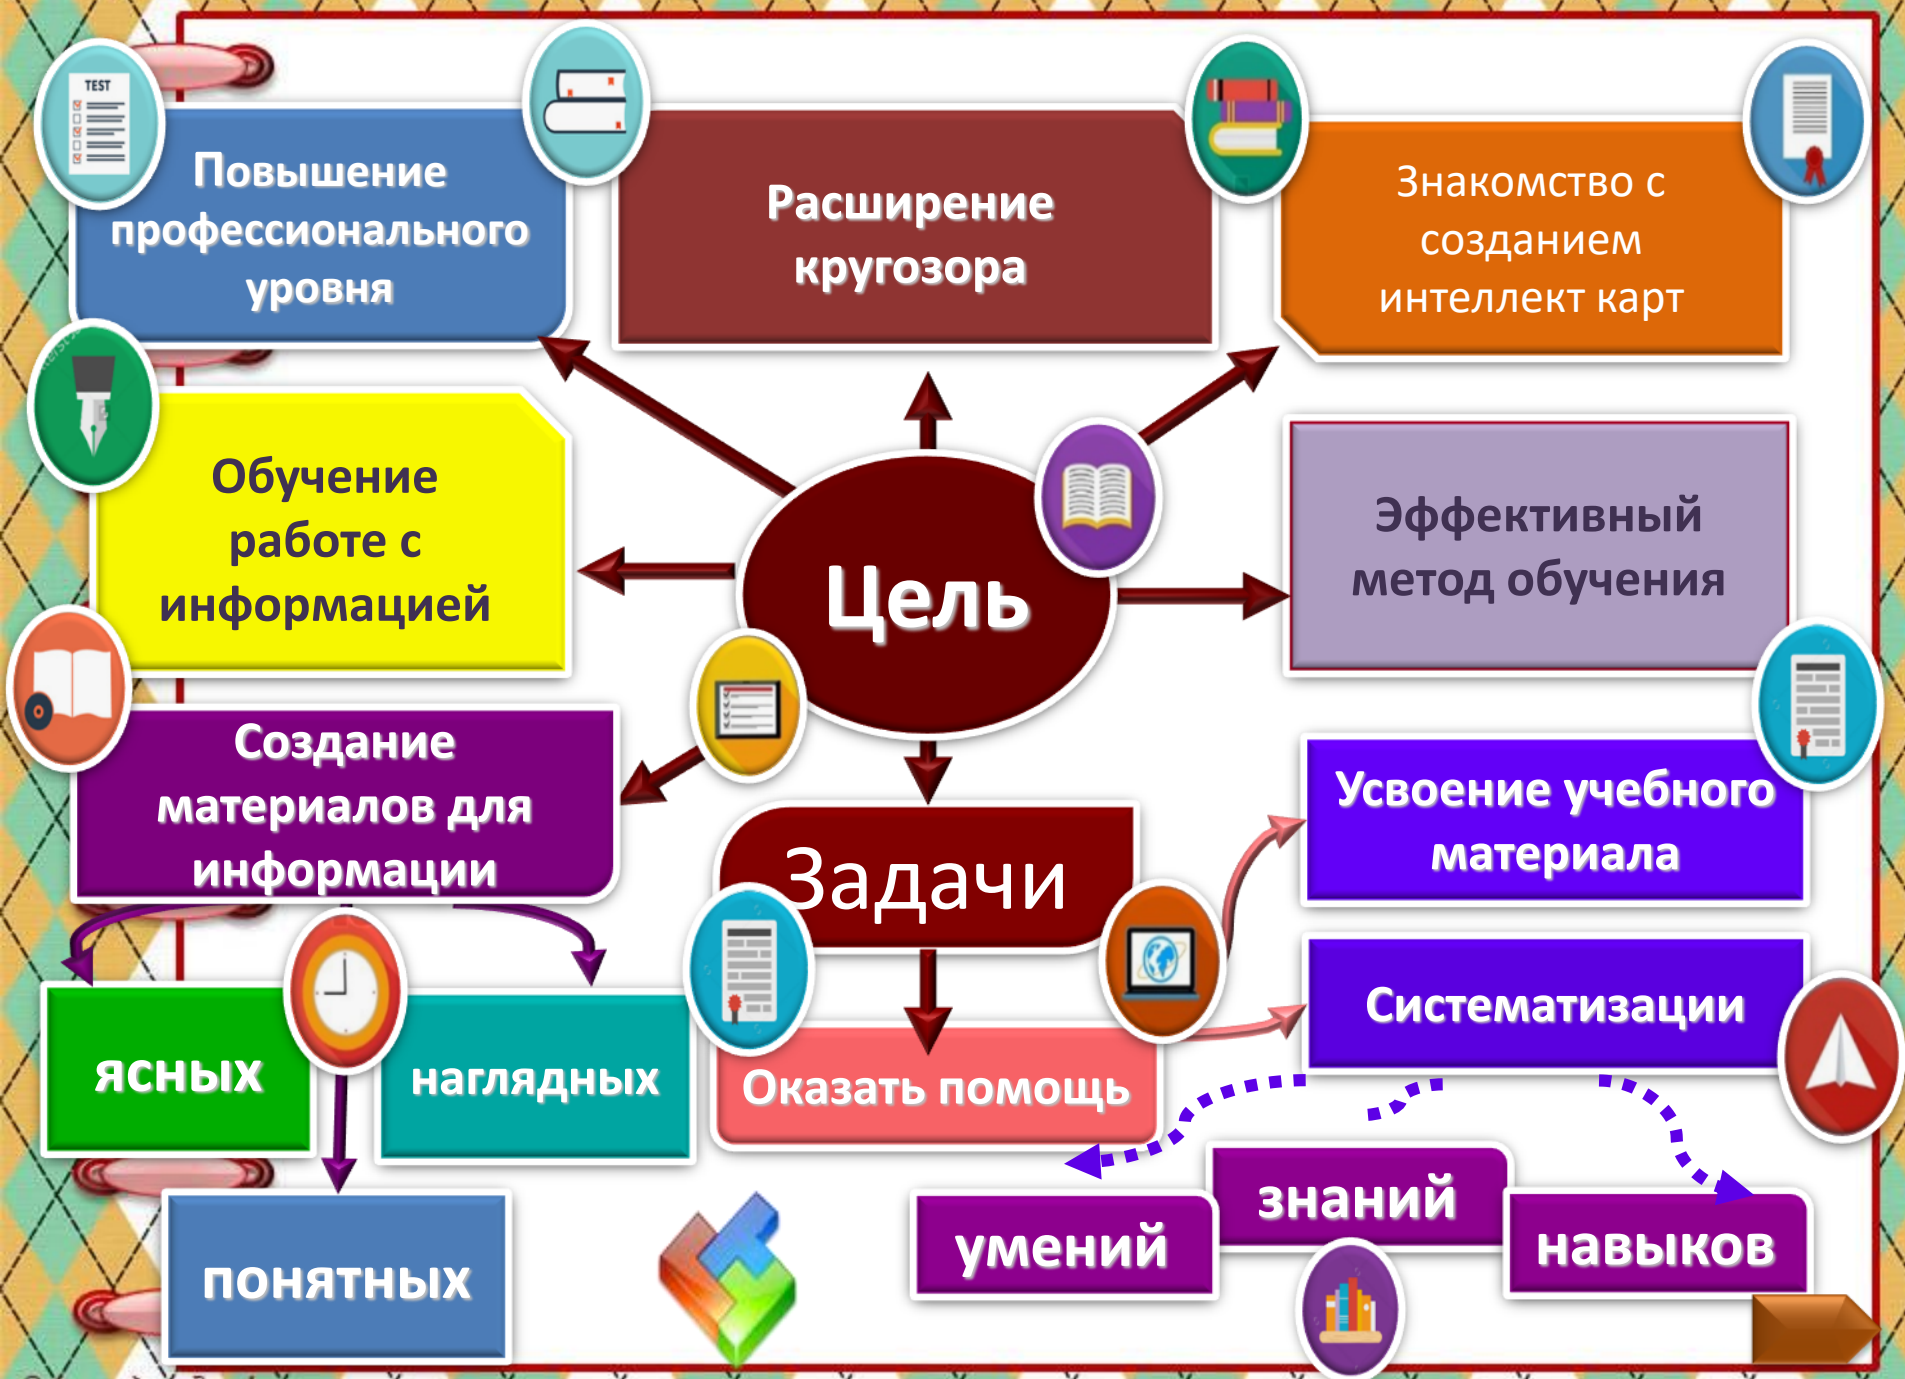 TEST
Повышение
профессионального
уровня
Расширение
кругозора
Знакомство с
созданием
интеллект карт
Обучение
работе с
информацией
Цель
Эффективный
метод обучения
Создание
материалов для
информации
Задачи
Усвоение учебного
материала
Систематизации
ясных
наглядных
Оказать помощь
понятных
умений
знаний
навыков